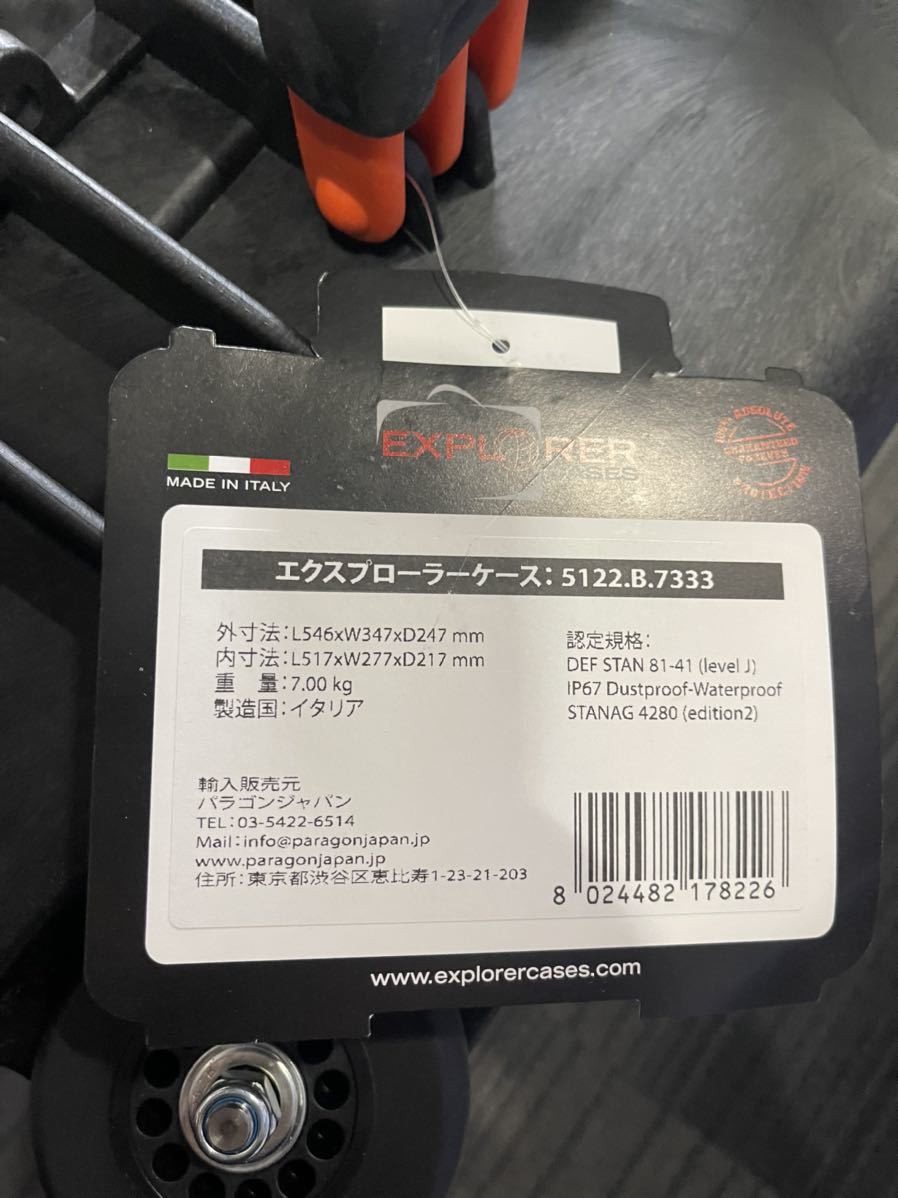 EXPLORER
CASES
100% ABSOLUTE
GUARANTEED
FOREVER
PROTECTION
MADE IN ITALY
エクスプローラーケース: 5122.B.7333
外寸法:L546xW347xD247 mm
内寸法:L517xW277xD217 mm
重 量:7.00 kg
製造国:イタリア
認定規格:
DEF STAN 81-41 (level J)
IP67 Dustproof-Waterproof
STANAG 4280 (edition2)
輸入販売元
パラゴンジャパン
TEL:03-5422-6514
Mail:info@paragonjapan.jp
www.paragonjapan.jp
住所:東京都渋谷区恵比寿1-23-21-203
8 024482 178226
www.explorercases.com